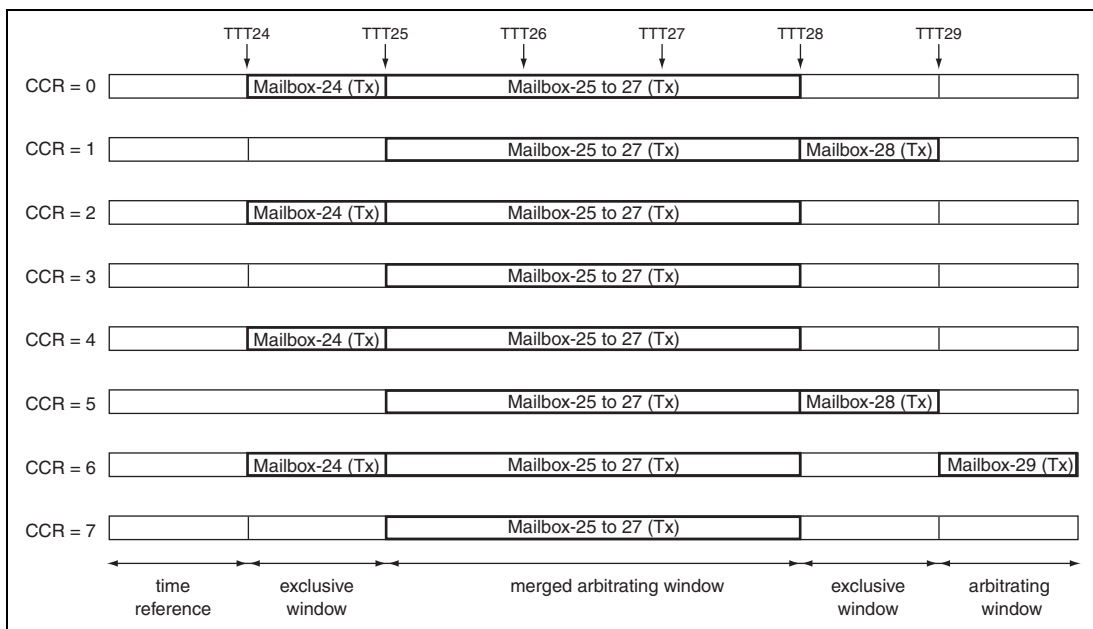 TTT24 TTT25 TTT26 TTT27 TTT28 TTT29
CCR = 0 Mailbox-24 (Tx) Mailbox-25 to 27 (Tx)
CCR = 1 Mailbox-25 to 27 (Tx) Mailbox-28 (Tx)
CCR = 2 Mailbox-24 (Tx) Mailbox-25 to 27 (Tx)
CCR = 3 Mailbox-25 to 27 (Tx)
CCR = 4 Mailbox-24 (Tx) Mailbox-25 to 27 (Tx)
CCR = 5 Mailbox-25 to 27 (Tx) Mailbox-28 (Tx)
CCR = 6 Mailbox-24 (Tx) Mailbox-25 to 27 (Tx) Mailbox-29 (Tx)
CCR = 7 Mailbox-25 to 27 (Tx)
time exclusive merged arbitrating window exclusive arbitrating
reference window window window